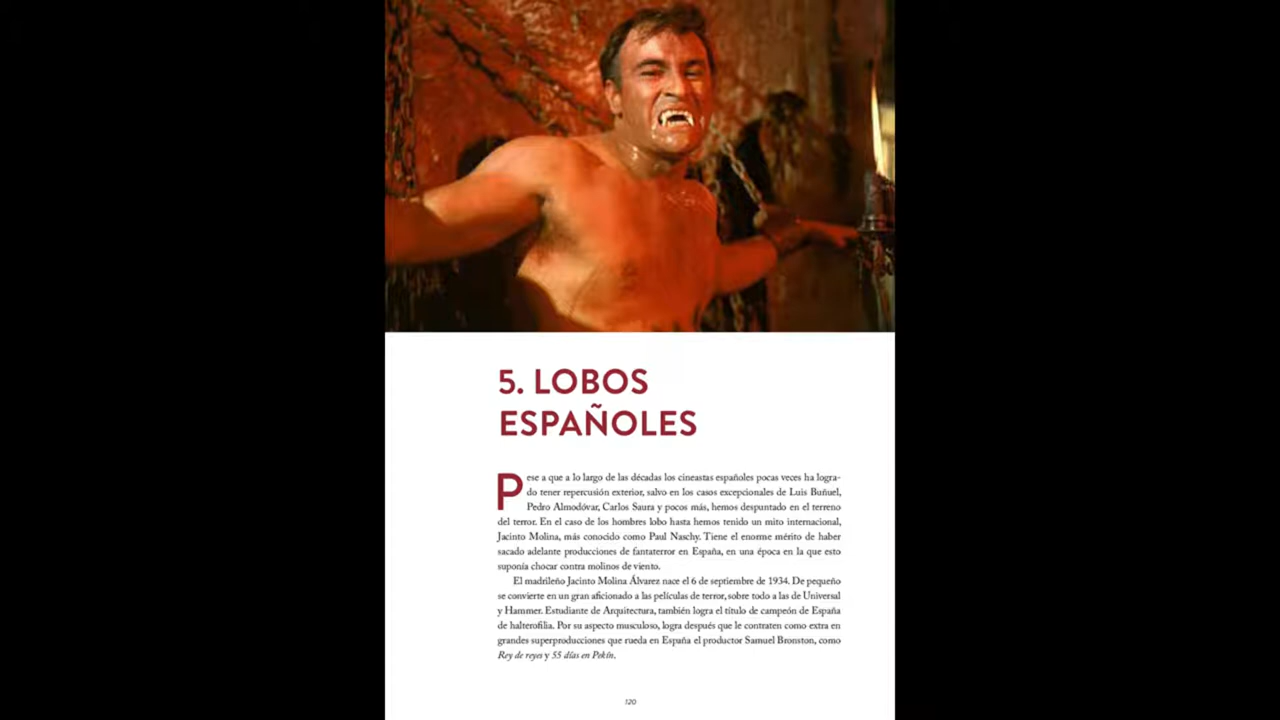 5. LOBOS
ESPAÑOLES
Pese a que a lo largo de las décadas los cineastas españoles pocas veces ha logra-
do tener repercusión exterior, salvo en los casos excepcionales de Luis Buñuel,
Pedro Almodóvar, Carlos Saura y pocos más, hemos despuntado en el terreno
del terror. En el caso de los hombres lobo hasta hemos tenido un mito internacional,
Jacinto Molina, más conocido como Paul Naschy. Tiene el enorme mérito de haber
sacado adelante producciones de fantaterror en España, en una época en la que esto
suponía chocar contra molinos de viento.
El madrileño Jacinto Molina Álvarez nace el 6 de septiembre de 1934. De pequeño
se convierte en un gran aficionado a las películas de terror, sobre todo a las de Universal
y Hammer. Estudiante de Arquitectura, también logra el título de campeón de España
de halterofilia. Por su aspecto musculoso, logra después que le contraten como extra en
grandes superproducciones que rueda en España el productor Samuel Bronston, como
Rey de reyes y 55 días en Pekín.
120